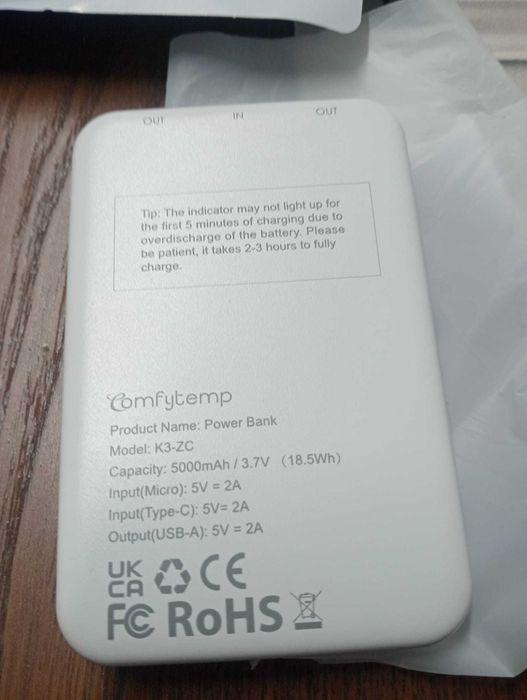 OUT IN OUT
Tip: The indicator may not light up for
the first 5 minutes of charging due to
overdischarge of the battery. Please
be patient, it takes 2-3 hours to fully
charge.
Comfytemp
Product Name: Power Bank
Model: K3-ZC
Capacity: 5000mAh / 3.7V （18.5Wh）
Input(Micro): 5V = 2A
Input(Type-C): 5V= 2A
Output(USB-A): 5V = 2A
UK
CA CE
FC RoHS